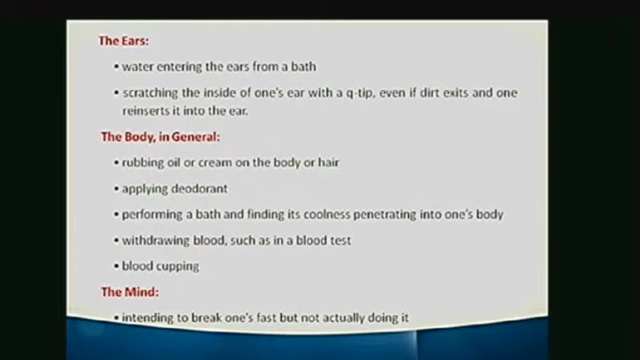 The Ears:
• water entering the ears from a bath
• scratching the inside of one's ear with a q-tip, even if dirt exits and one
reinserts it into the ear.
The Body, in General:
• rubbing oil or cream on the body or hair
• applying deodorant
• performing a bath and finding its coolness penetrating into one's body
• withdrawing blood, such as in a blood test
• blood cupping
The Mind:
• intending to break one's fast but not actually doing it